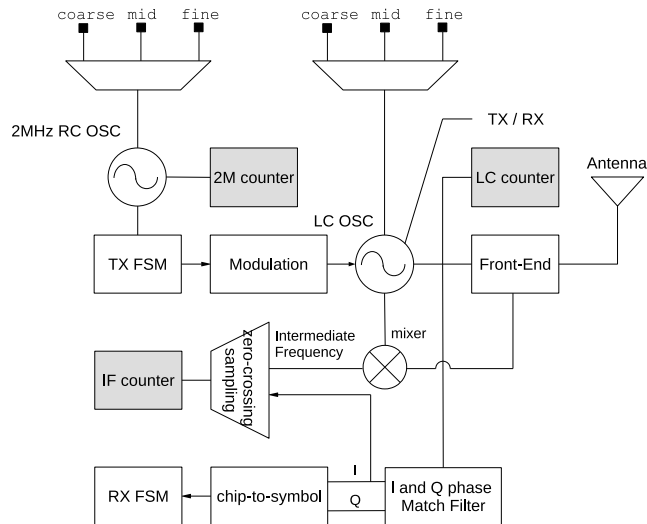 coarse mid fine
coarse mid fine
2MHz RC OSC
TX / RX
2M counter
LC counter
Antenna
LC OSC
TX FSM
Modulation
Front-End
Intermediate
Frequency
mixer
zero-crossing
sampling
IF counter
I
Q
RX FSM
chip-to-symbol
I and Q phase
Match Filter